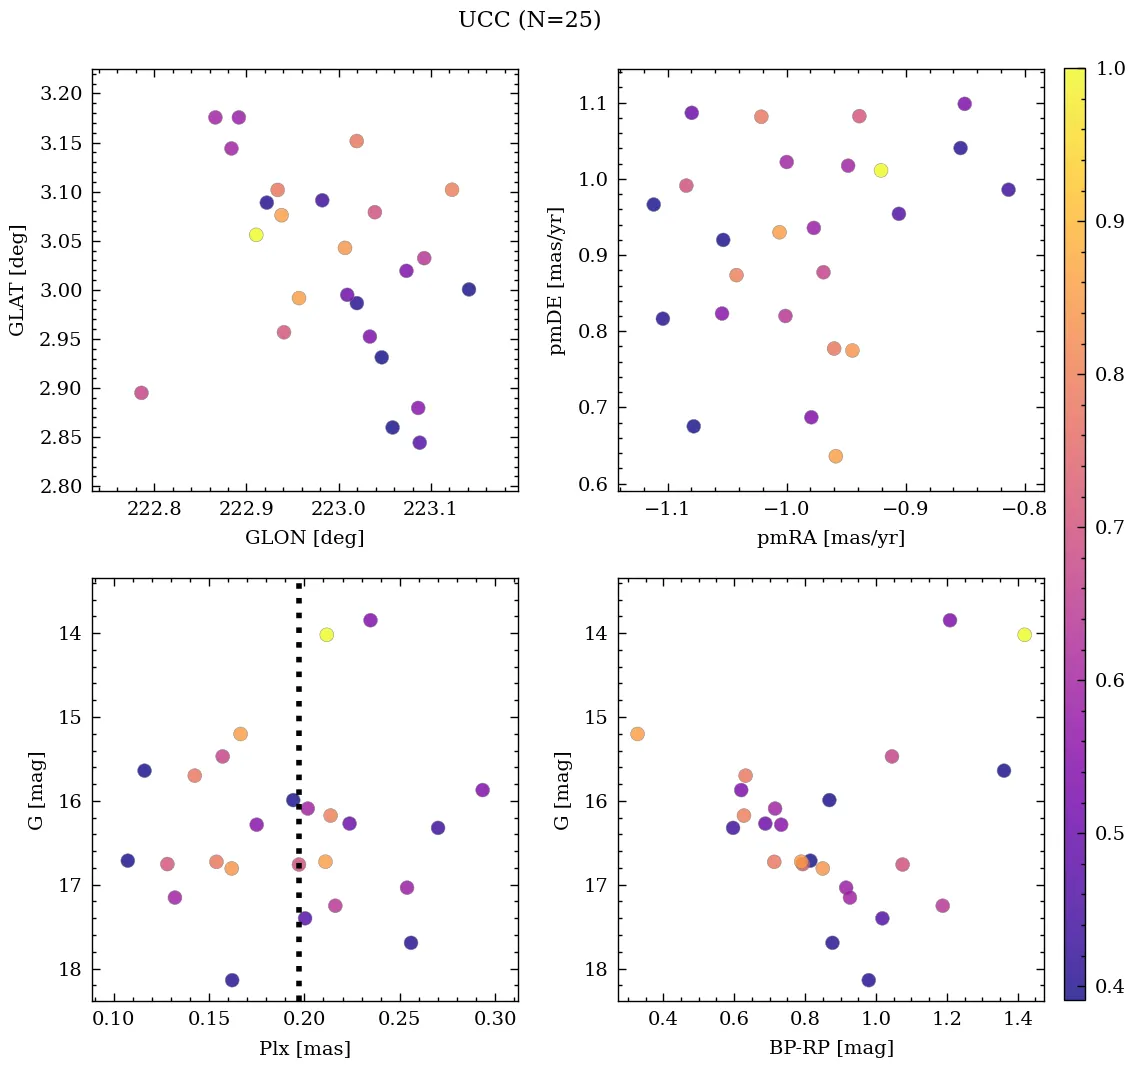 UCC (N=25)
3.20
3.15
3.10
3.05
3.00
2.95
2.90
2.85
2.80
GLAT [deg]
222.8 222.9 223.0 223.1
GLON [deg]
1.1
1.0
0.9
0.8
0.7
0.6
pmDE [mas/yr]
−1.1 −1.0 −0.9 −0.8
pmRA [mas/yr]
14
15
16
17
18
G [mag]
0.10 0.15 0.20 0.25 0.30
Plx [mas]
14
15
16
17
18
G [mag]
0.4 0.6 0.8 1.0 1.2 1.4
BP-RP [mag]
1.0
0.9
0.8
0.7
0.6
0.5
0.4